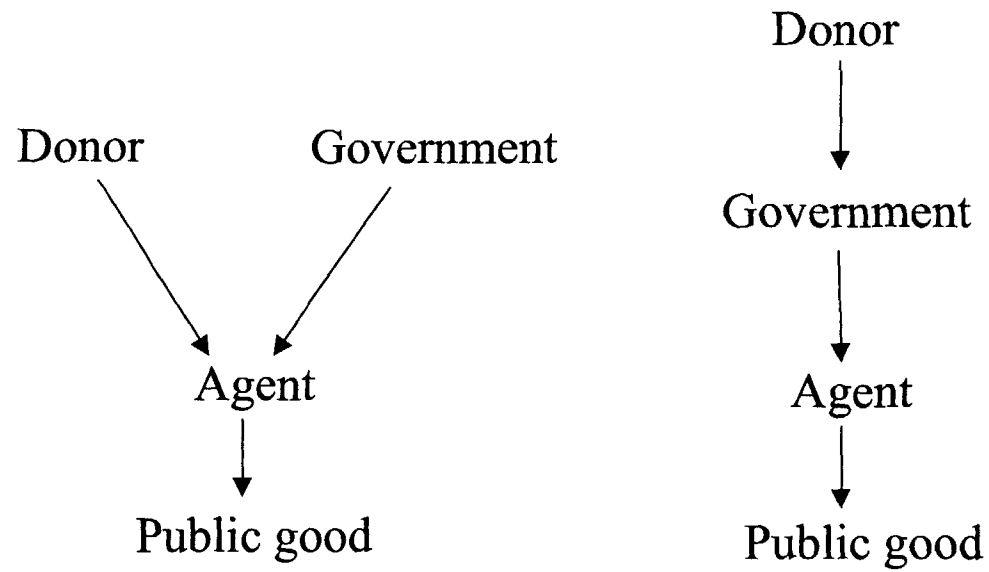 Donor
Government
Agent
Public good
Donor
Government
Agent
Public good